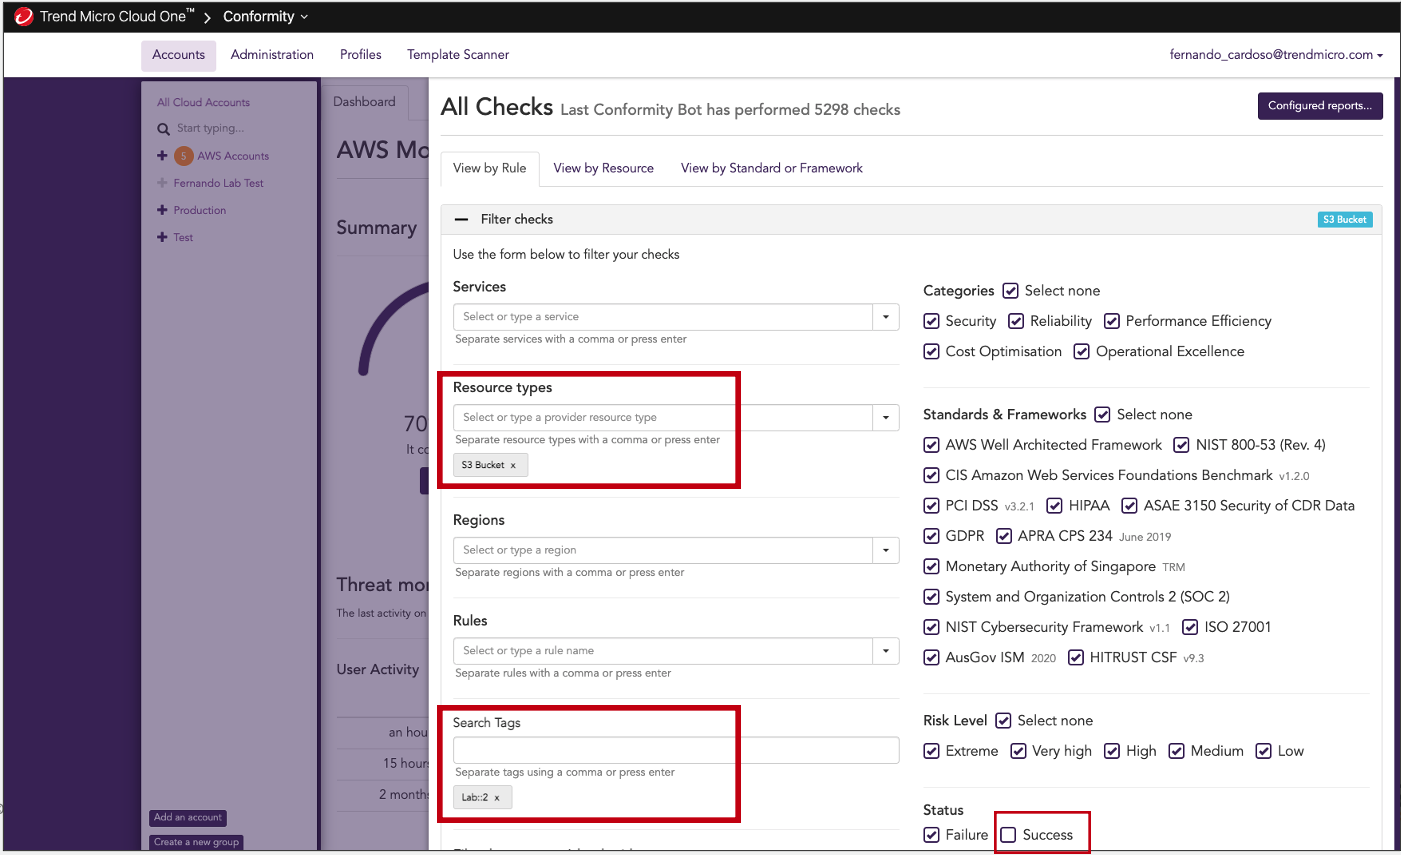 Trend Micro Cloud One™ Conformity
Accounts Administration Profiles Template Scanner fernando_cardoso@trendmicro.com
All Cloud Accounts
Start typing...
5 AWS Accounts
Fernando Lab Test
Production
Test
Add an account
Create a new group
Dashboard
AWS Mo
Summary
70
It co
Threat mo
The last activity on
User Activity
an hou
15 hours
2 months
All Checks Last Conformity Bot has performed 5298 checks
Configured reports...
View by Rule View by Resource View by Standard or Framework
Filter checks S3 Bucket
Use the form below to filter your checks
Services
Select or type a service
Separate services with a comma or press enter
Resource types
Select or type a provider resource type
Separate resource types with a comma or press enter
S3 Bucket x
Regions
Select or type a region
Separate regions with a comma or press enter
Rules
Select or type a rule name
Separate rules with a comma or press enter
Search Tags
Separate tags using a comma or press enter
Lab::2 x
Categories Select none
Security Reliability Performance Efficiency
Cost Optimisation Operational Excellence
Standards & Frameworks Select none
AWS Well Architected Framework NIST 800-53 (Rev. 4)
CIS Amazon Web Services Foundations Benchmark v1.2.0
PCI DSS v3.2.1 HIPAA ASAE 3150 Security of CDR Data
GDPR APRA CPS 234 June 2019
Monetary Authority of Singapore TRM
System and Organization Controls 2 (SOC 2)
NIST Cybersecurity Framework v1.1 ISO 27001
AusGov ISM 2020 HITRUST CSF v9.3
Risk Level Select none
Extreme Very high High Medium Low
Status
Failure Success